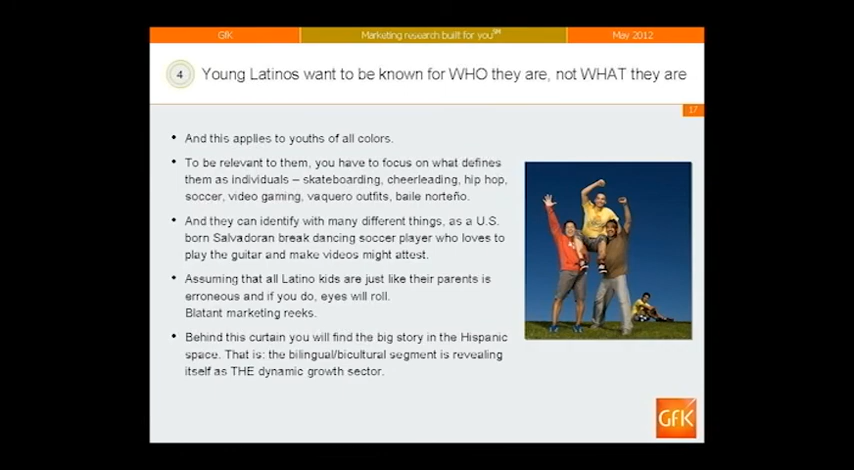 GfK Marketing research built for you℠ May 2012
4 Young Latinos want to be known for WHO they are, not WHAT they are
17
• And this applies to youths of all colors.
• To be relevant to them, you have to focus on what defines
them as individuals – skateboarding, cheerleading, hip hop,
soccer, video gaming, vaquero outfits, baile norteño.
• And they can identify with many different things, as a U.S.
born Salvadoran break dancing soccer player who loves to
play the guitar and make videos might attest.
• Assuming that all Latino kids are just like their parents is
erroneous and if you do, eyes will roll.
Blatant marketing reeks.
• Behind this curtain you will find the big story in the Hispanic
space. That is: the bilingual/bicultural segment is revealing
itself as THE dynamic growth sector.
GfK